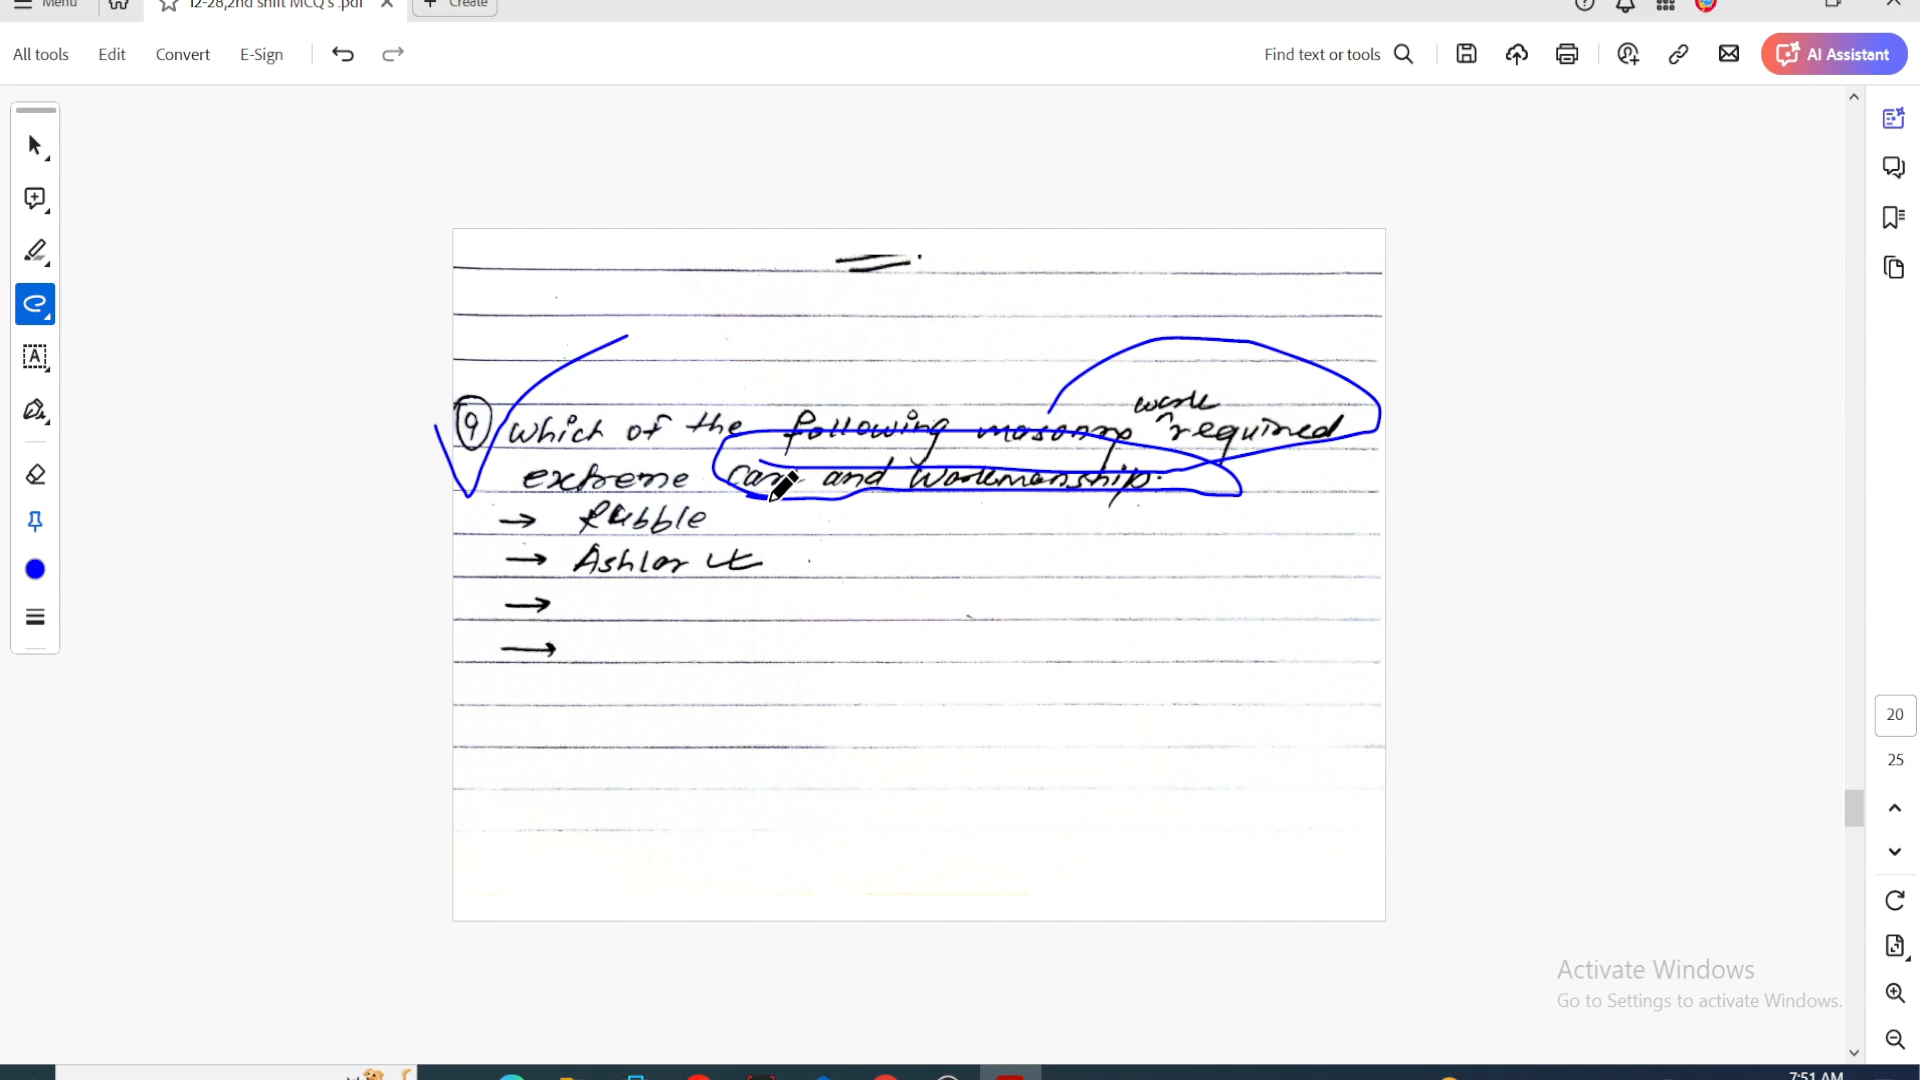 Menu
12-28,2nd shift MCQ's .pdf
Create
All tools Edit Convert E-Sign
Find text or tools
AI Assistant
work
9 Which of the following masonry ^ required
extreme care and Workmanship.
→ Rubble
→ Ashlar
→
→
20
25
Activate Windows
Go to Settings to activate Windows.
7:51 AM